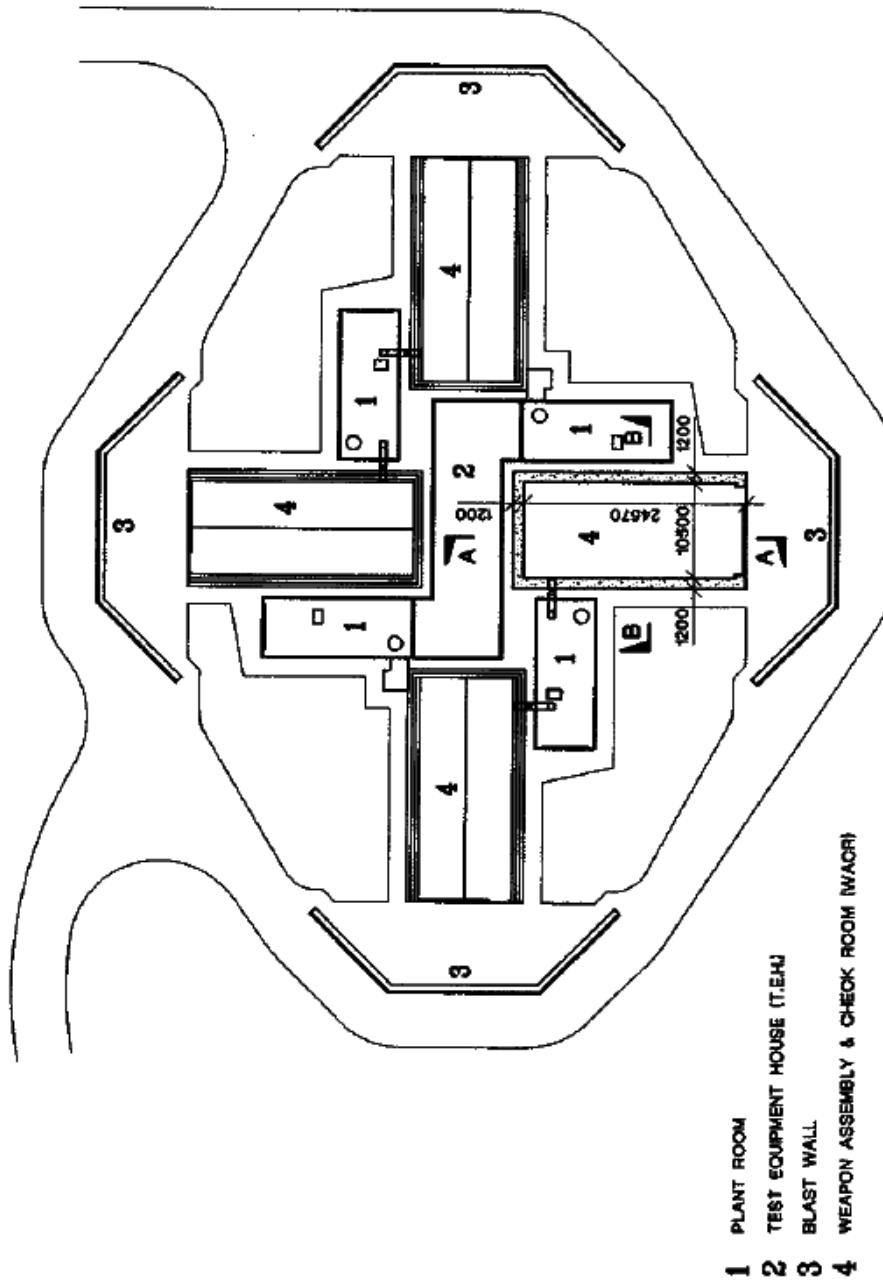 3
3
3
3
4
4
4
4
1
1
1
1
2
A
A
B
B
1200
24670
1200
10500
1200
1 PLANT ROOM
2 TEST EQUIPMENT HOUSE (T.E.H.)
3 BLAST WALL
4 WEAPON ASSEMBLY & CHECK ROOM (WACR)